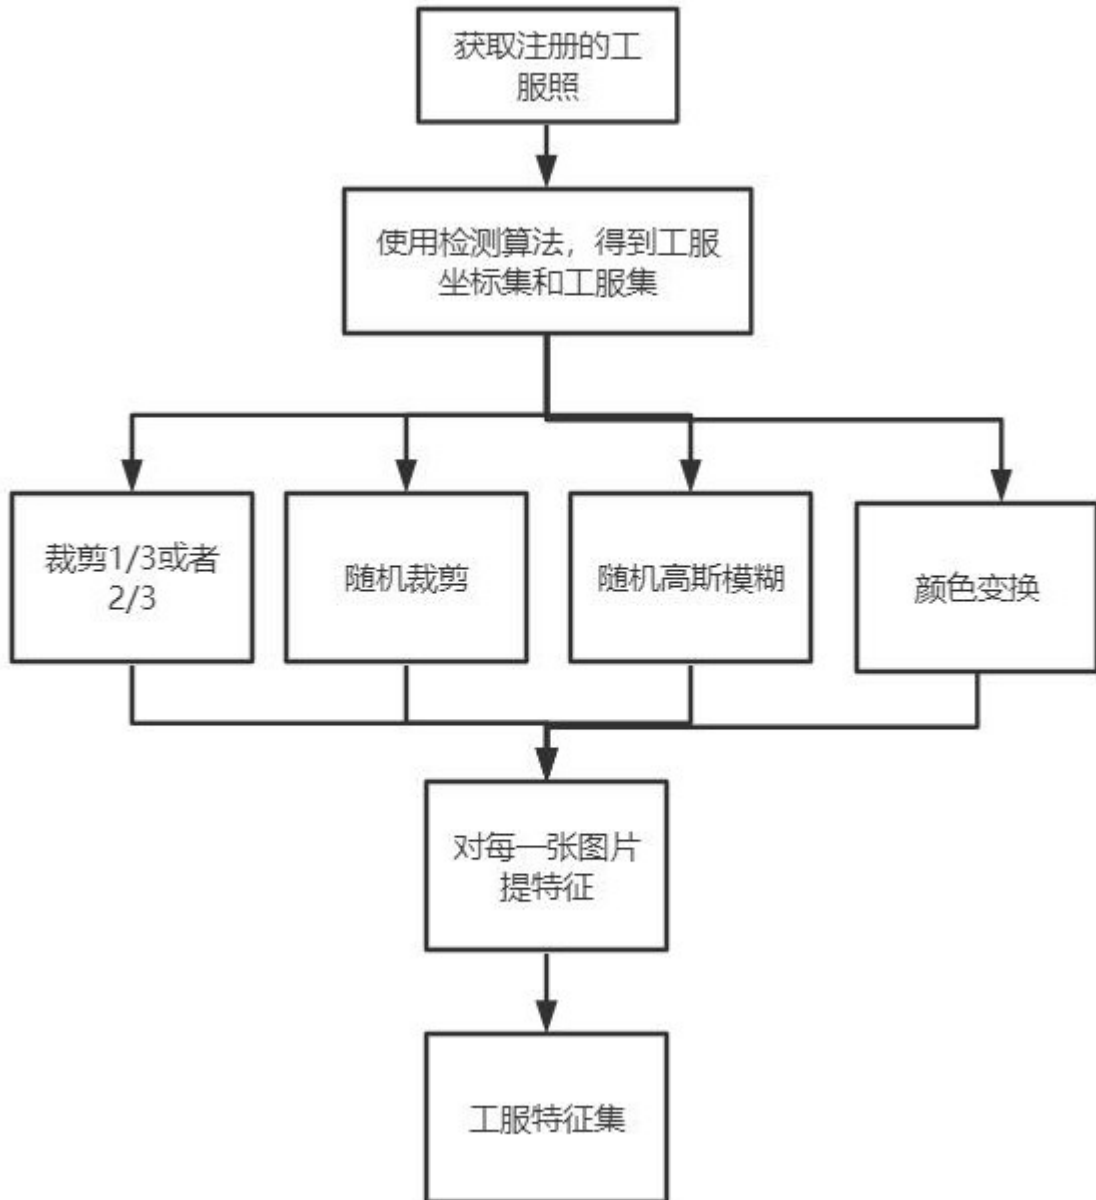 获取注册的工
服照
使用检测算法，得到工服
坐标集和工服集
裁剪1/3或者
2/3
随机裁剪
随机高斯模糊
颜色变换
对每一张图片
提特征
工服特征集